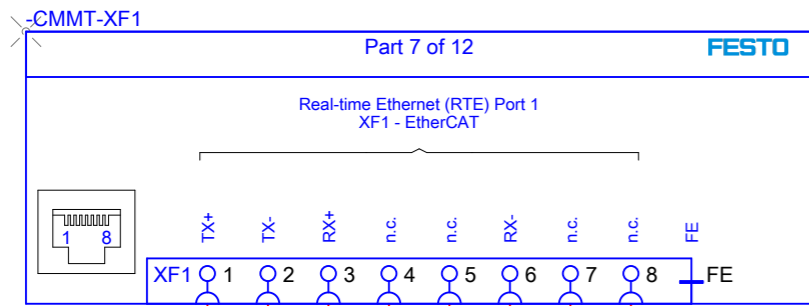 -CMMT-XF1
Part 7 of 12
FESTO
Real-time Ethernet (RTE) Port 1
XF1 - EtherCAT
TX+ TX- RX+ n.c. n.c. RX- n.c. n.c. FE
1 8
XF1 1 2 3 4 5 6 7 8 FE